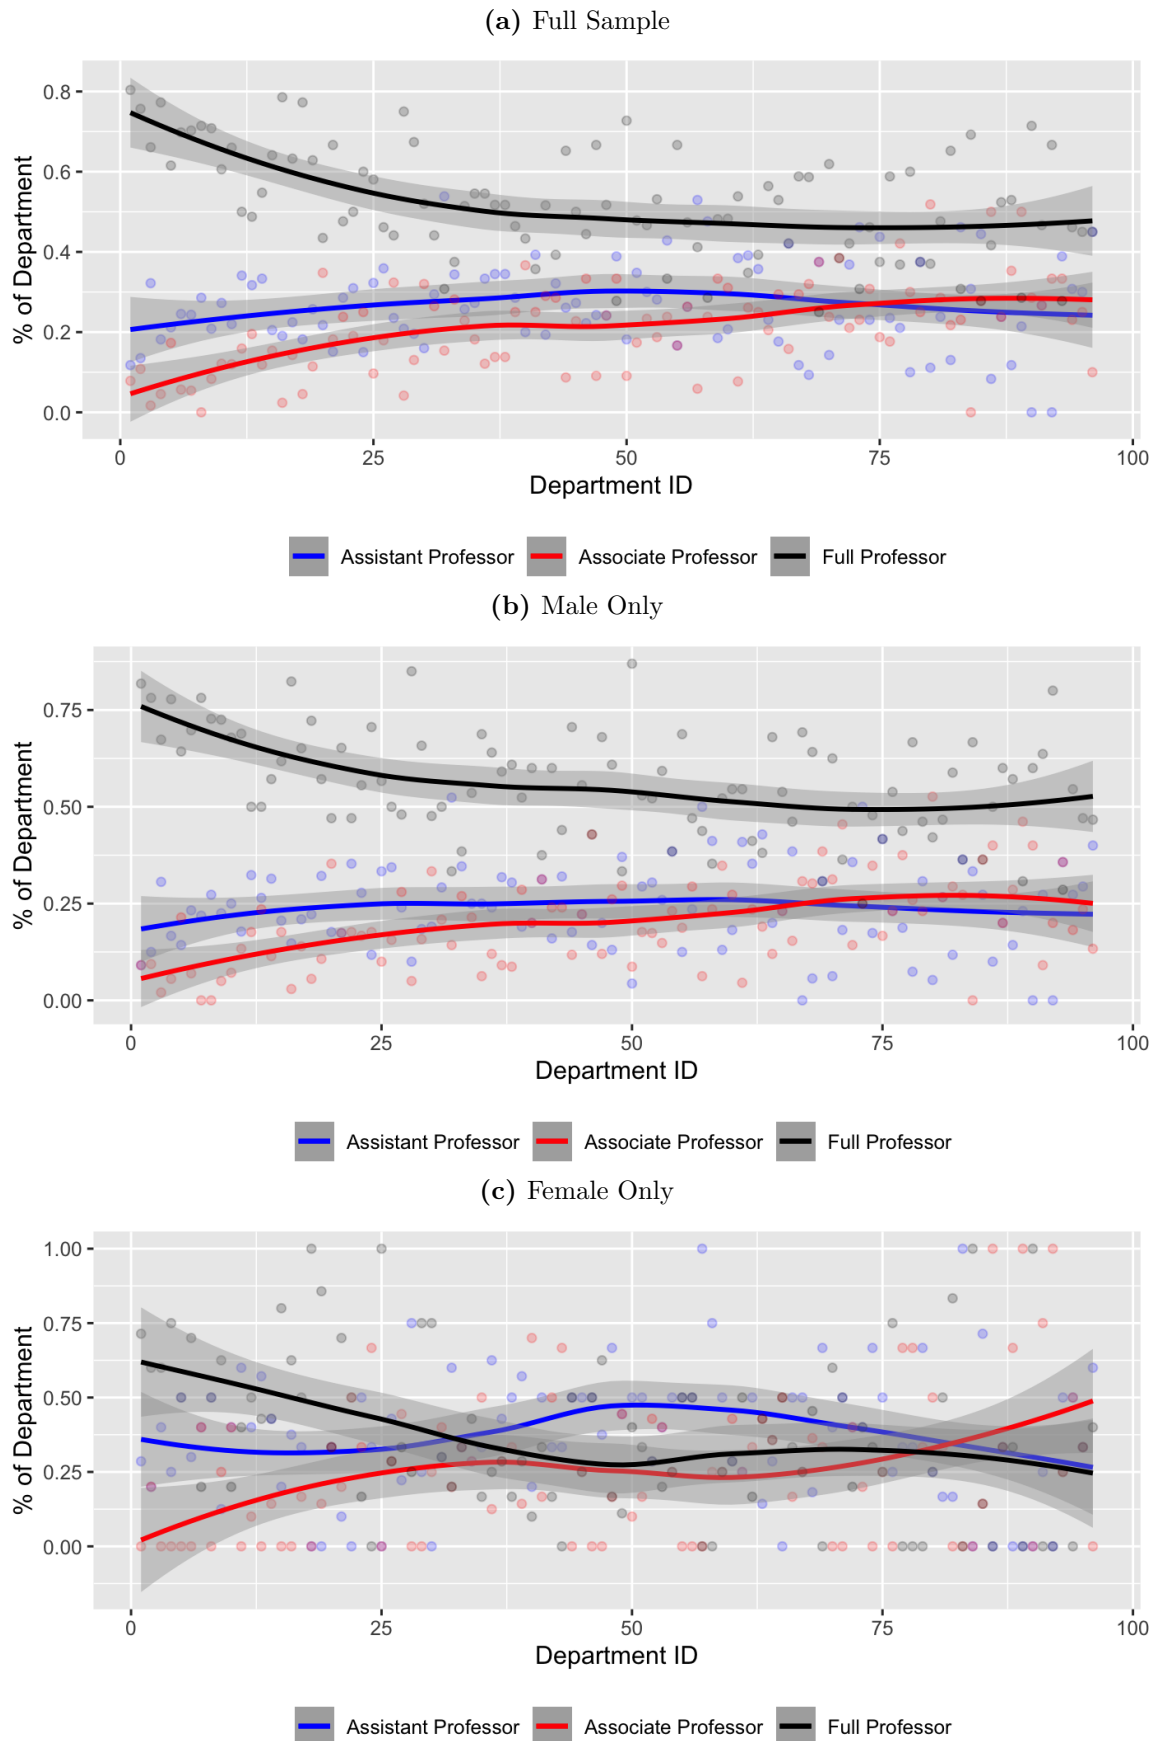 (a) Full Sample
% of Department
0.8
0.6
0.4
0.2
0.0
0 25 50 75 100
Department ID
Assistant Professor Associate Professor Full Professor
(b) Male Only
% of Department
0.75
0.50
0.25
0.00
0 25 50 75 100
Department ID
Assistant Professor Associate Professor Full Professor
(c) Female Only
% of Department
1.00
0.75
0.50
0.25
0.00
0 25 50 75 100
Department ID
Assistant Professor Associate Professor Full Professor